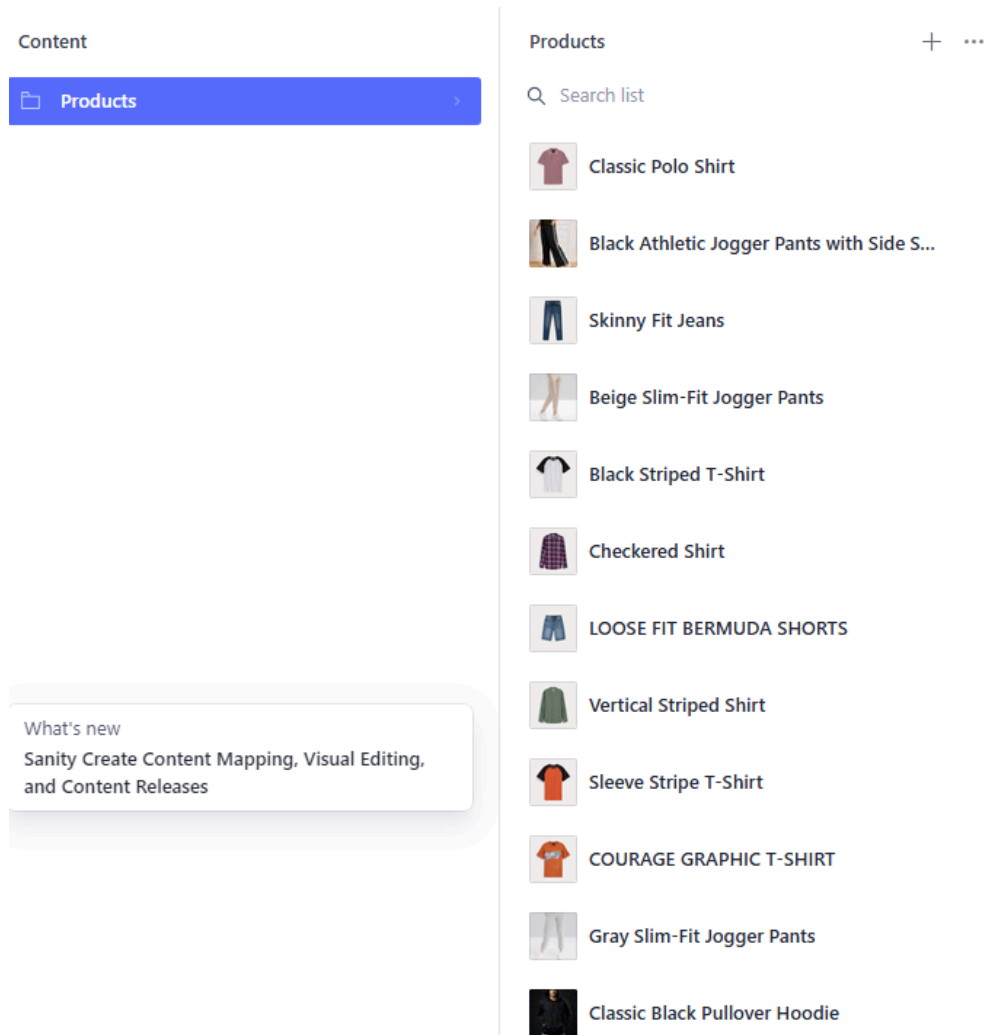 Content
Products
What's new
Sanity Create Content Mapping, Visual Editing,
and Content Releases
Products
Search list
Classic Polo Shirt
Black Athletic Jogger Pants with Side S...
Skinny Fit Jeans
Beige Slim-Fit Jogger Pants
Black Striped T-Shirt
Checkered Shirt
LOOSE FIT BERMUDA SHORTS
Vertical Striped Shirt
Sleeve Stripe T-Shirt
COURAGE GRAPHIC T-SHIRT
Gray Slim-Fit Jogger Pants
Classic Black Pullover Hoodie